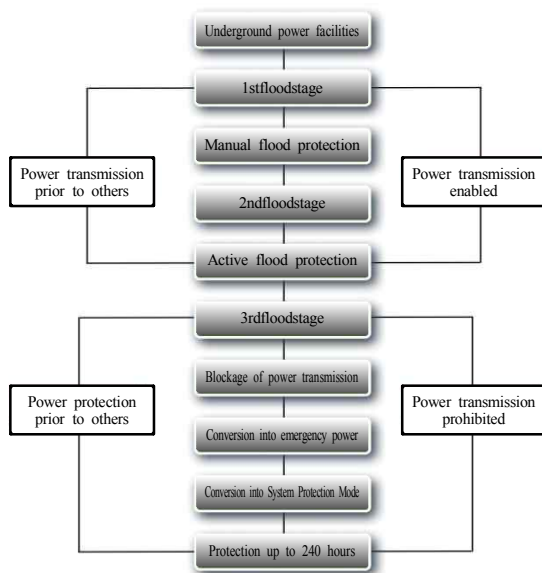 Underground power facilities
1stfloodstage
Manual flood protection
Power transmission
prior to others
Power transmission
enabled
2ndfloodstage
Active flood protection
3rdfloodstage
Blockage of power transmission
Power protection
prior to others
Power transmission
prohibited
Conversion into emergency power
Conversion into System Protection Mode
Protection up to 240 hours